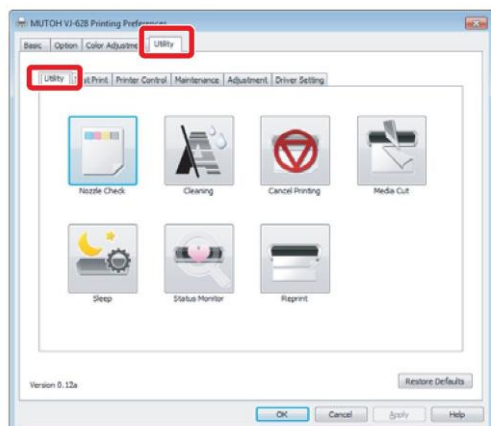 MUTOH VJ-628 Printing Preferences
Basic Option Color Adjustme Utility
Utility st Print Printer Control Maintenance Adjustment Driver Setting
Nozzle Check Cleaning Cancel Printing Media Cut
Sleep Status Monitor Reprint
Version 0.12a
Restore Defaults
OK Cancel Apply Help